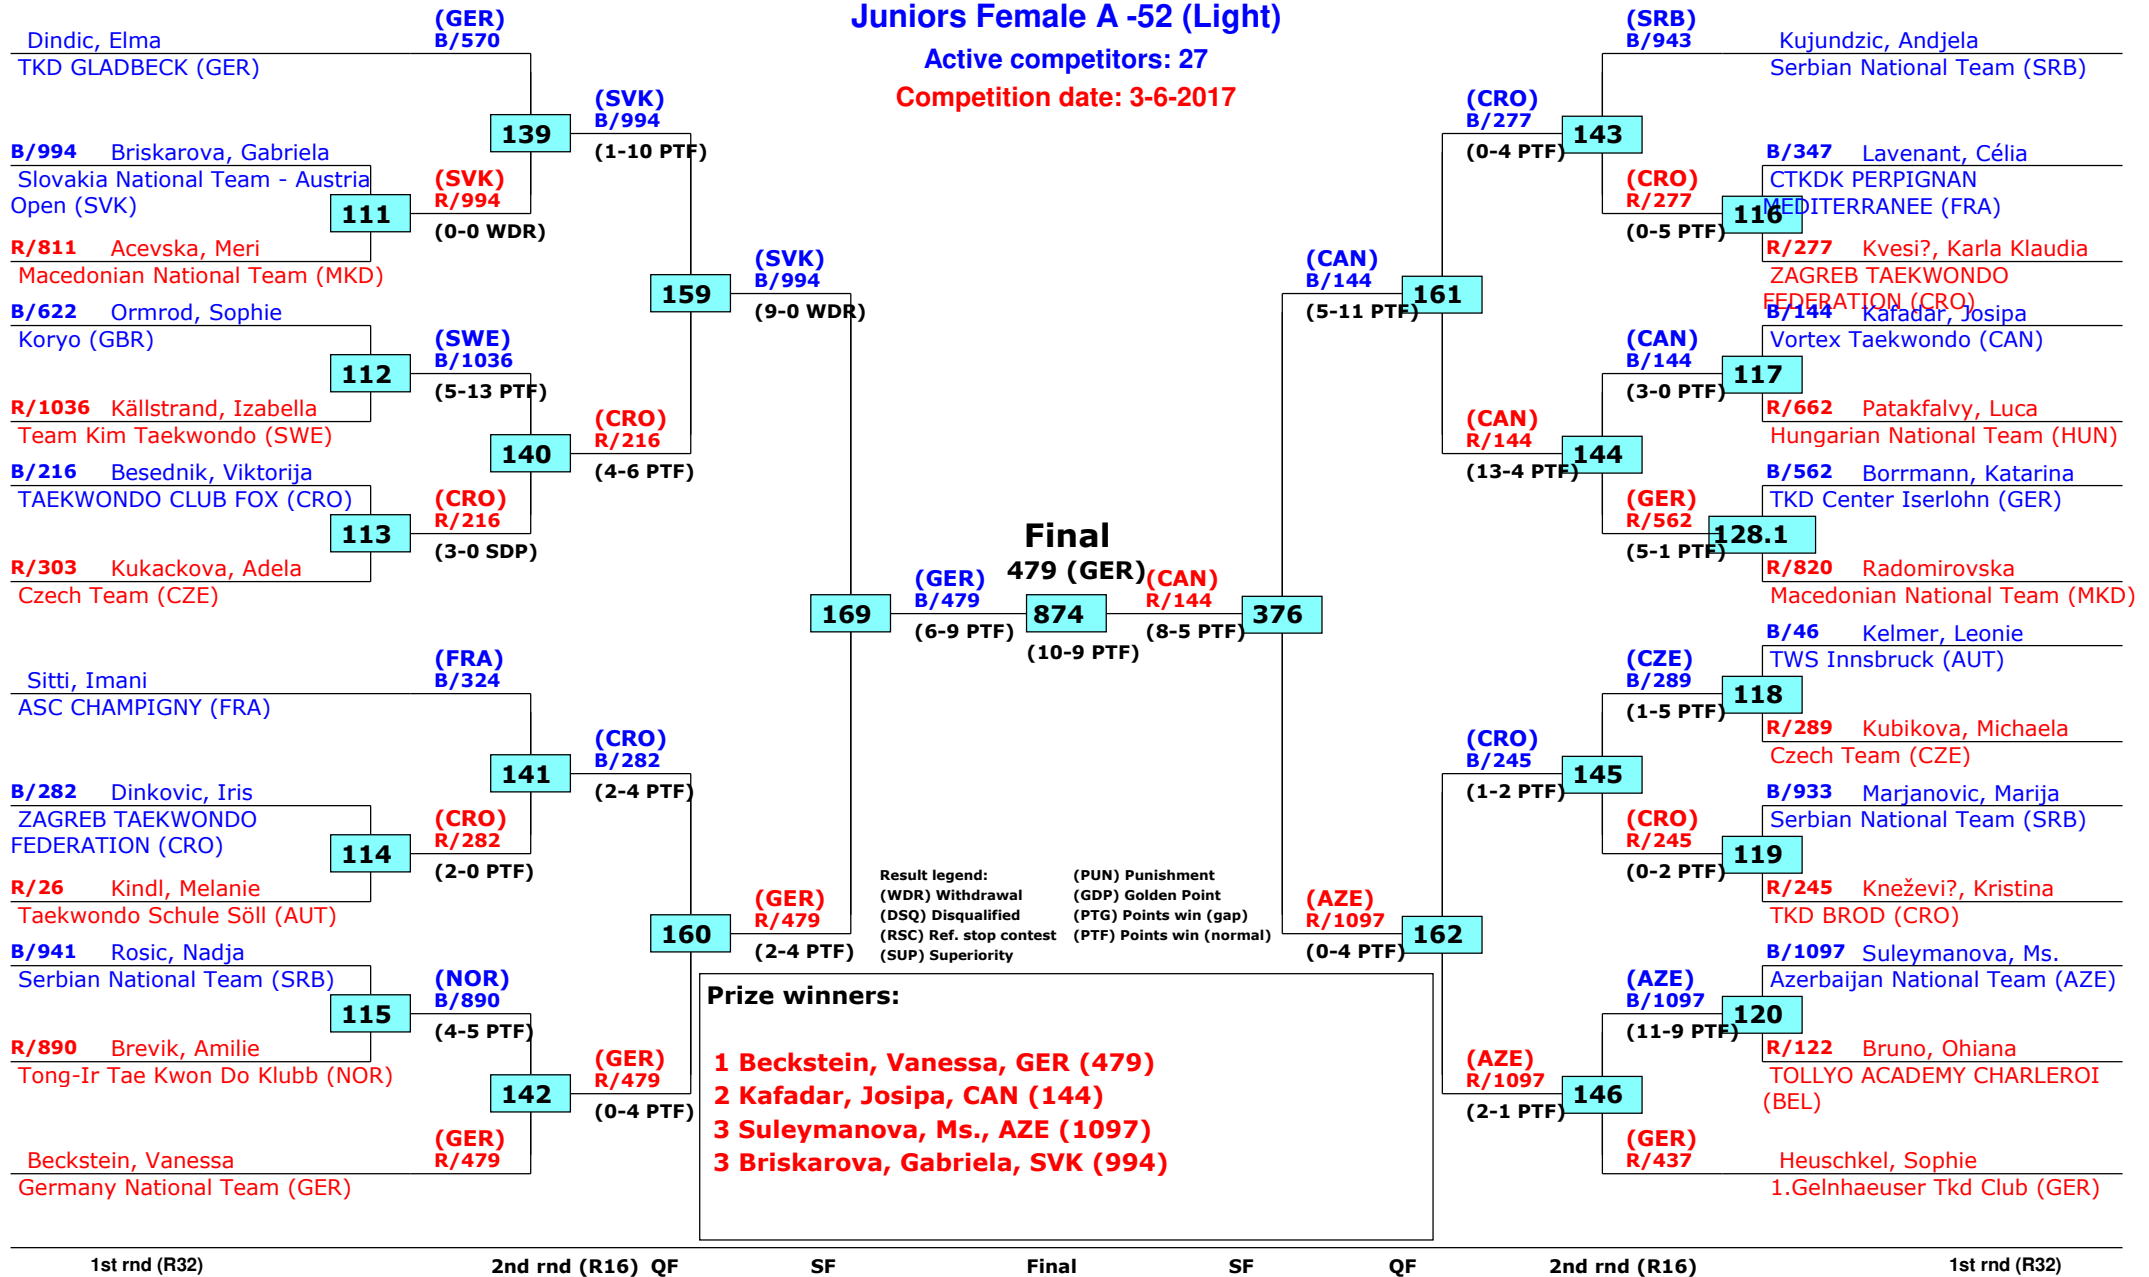 Juniors Female A -52 (Light)
Active competitors: 27
Competition date: 3-6-2017
(GER)
B/570
Dindic, Elma
TKD GLADBECK (GER)
139
(SVK)
B/994
(1-10 PTF)
B/994 Briskarova, Gabriela
Slovakia National Team - Austria
Open (SVK)
111
(SVK)
R/994
(0-0 WDR)
R/811 Acevska, Meri
Macedonian National Team (MKD)
159
(SVK)
B/994
(9-0 WDR)
B/622 Ormrod, Sophie
Koryo (GBR)
112
(SWE)
B/1036
(5-13 PTF)
R/1036 Källstrand, Izabella
Team Kim Taekwondo (SWE)
140
(CRO)
R/216
(4-6 PTF)
B/216 Besednik, Viktorija
TAEKWONDO CLUB FOX (CRO)
113
(CRO)
R/216
(3-0 SDP)
R/303 Kukackova, Adela
Czech Team (CZE)
169
(GER)
B/479
(6-9 PTF)
(FRA)
B/324
Sitti, Imani
ASC CHAMPIGNY (FRA)
141
(CRO)
B/282
(2-4 PTF)
B/282 Dinkovic, Iris
ZAGREB TAEKWONDO
FEDERATION (CRO)
114
(CRO)
R/282
(2-0 PTF)
R/26 Kindl, Melanie
Taekwondo Schule Söll (AUT)
160
(GER)
R/479
(2-4 PTF)
B/941 Rosic, Nadja
Serbian National Team (SRB)
115
(NOR)
B/890
(4-5 PTF)
R/890 Brevik, Amilie
Tong-Ir Tae Kwon Do Klubb (NOR)
142
(GER)
R/479
(0-4 PTF)
(GER)
R/479
Beckstein, Vanessa
Germany National Team (GER)
Final
479 (GER)
874
(10-9 PTF)
(CAN)
R/144
(8-5 PTF)
376
(SRB)
B/943
Kujundzic, Andjela
Serbian National Team (SRB)
(CRO)
B/277
(0-4 PTF)
143
B/347 Lavenant, Célia
CTKDK PERPIGNAN
MEDITERRANEE (FRA)
(CRO)
R/277
(0-5 PTF)
116
R/277 Kvesi?, Karla Klaudia
ZAGREB TAEKWONDO
FEDERATION (CRO)
(CAN)
B/144
(5-11 PTF)
161
B/144 Kafadar, Josipa
Vortex Taekwondo (CAN)
(CAN)
B/144
(3-0 PTF)
117
R/662 Patakfalvy, Luca
Hungarian National Team (HUN)
(CAN)
R/144
(13-4 PTF)
144
B/562 Borrmann, Katarina
TKD Center Iserlohn (GER)
(GER)
R/562
(5-1 PTF)
128.1
R/820 Radomirovska
Macedonian National Team (MKD)
B/46 Kelmer, Leonie
TWS Innsbruck (AUT)
(CZE)
B/289
(1-5 PTF)
118
R/289 Kubikova, Michaela
Czech Team (CZE)
(CRO)
B/245
(1-2 PTF)
145
B/933 Marjanovic, Marija
Serbian National Team (SRB)
(CRO)
R/245
(0-2 PTF)
119
R/245 Kneževi?, Kristina
TKD BROD (CRO)
(AZE)
R/1097
(0-4 PTF)
162
B/1097 Suleymanova, Ms.
Azerbaijan National Team (AZE)
(AZE)
B/1097
(11-9 PTF)
120
R/122 Bruno, Ohiana
TOLLYO ACADEMY CHARLEROI
(BEL)
(AZE)
R/1097
(2-1 PTF)
146
(GER)
R/437
Heuschkel, Sophie
1.Gelnhaeuser Tkd Club (GER)
Result legend:
(WDR) Withdrawal
(DSQ) Disqualified
(RSC) Ref. stop contest
(SUP) Superiority
(PUN) Punishment
(GDP) Golden Point
(PTG) Points win (gap)
(PTF) Points win (normal)
Prize winners:
1 Beckstein, Vanessa, GER (479)
2 Kafadar, Josipa, CAN (144)
3 Suleymanova, Ms., AZE (1097)
3 Briskarova, Gabriela, SVK (994)
1st rnd (R32) 2nd rnd (R16) QF SF Final SF QF 2nd rnd (R16) 1st rnd (R32)